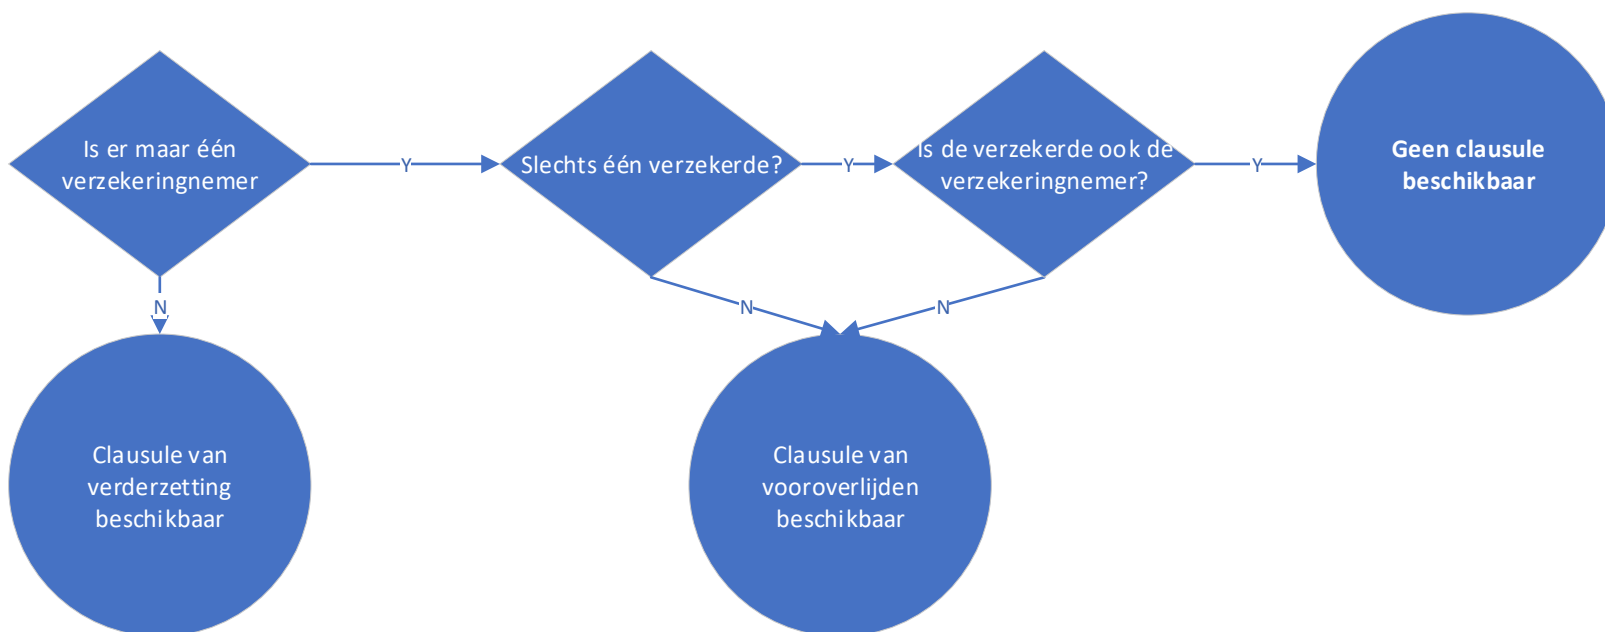 Is er maar één
verzekeringnemer
Y
Slechts één verzekerde?
Y
Is de verzekerde ook de
verzekeringnemer?
Y
Geen clausule
beschikbaar
N
N
N
Clausule van
verderzetting
beschikbaar
Clausule van
vooroverlijden
beschikbaar